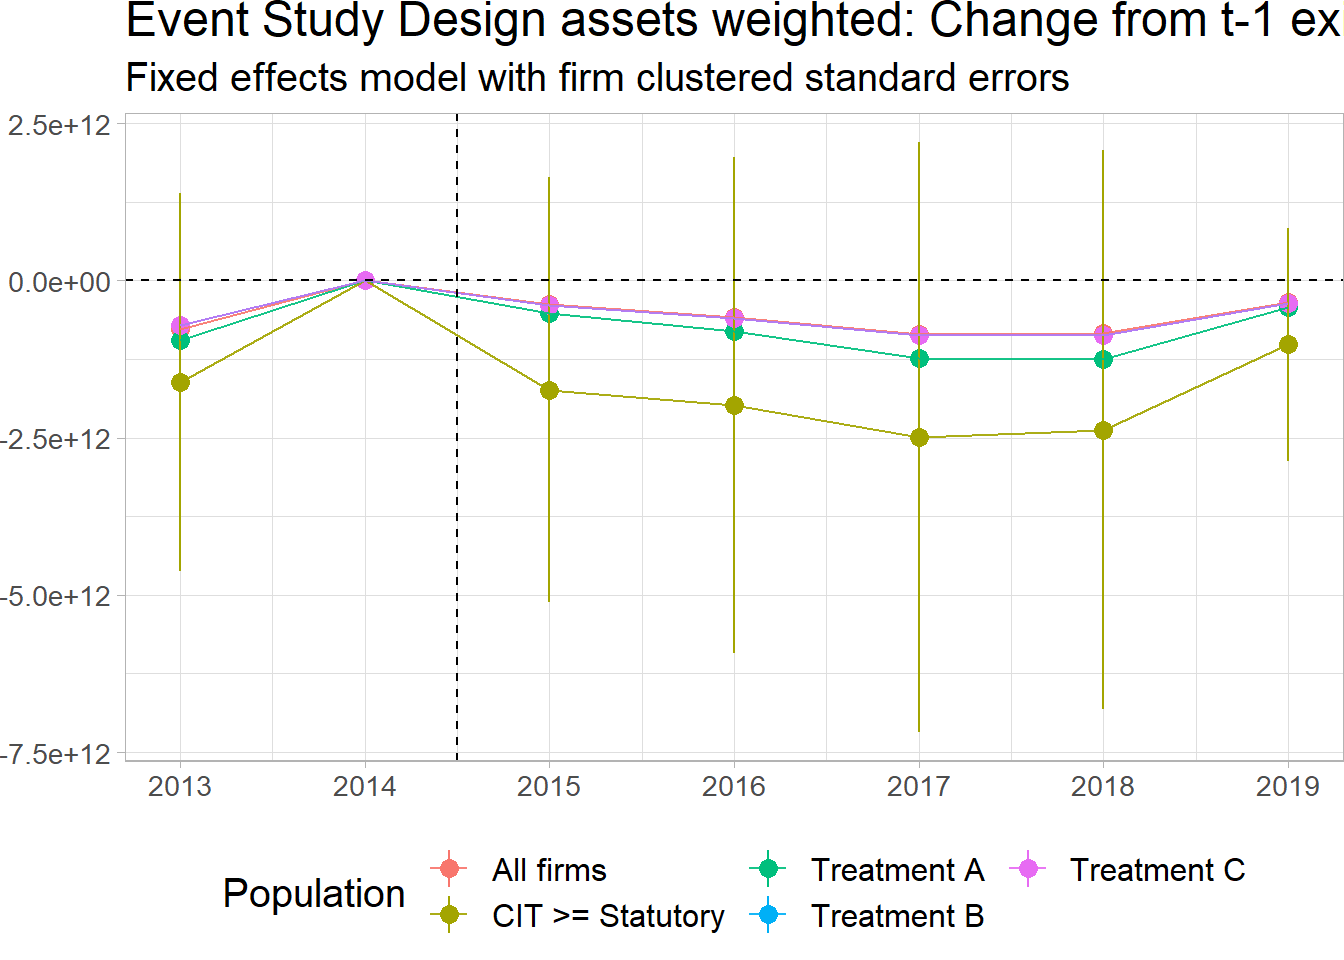 Event Study Design assets weighted: Change from t-1 ex
Fixed effects model with firm clustered standard errors
2.5e+12
0.0e+00
-2.5e+12
-5.0e+12
-7.5e+12
2013 2014 2015 2016 2017 2018 2019
Population
All firms
CIT >= Statutory
Treatment A
Treatment B
Treatment C